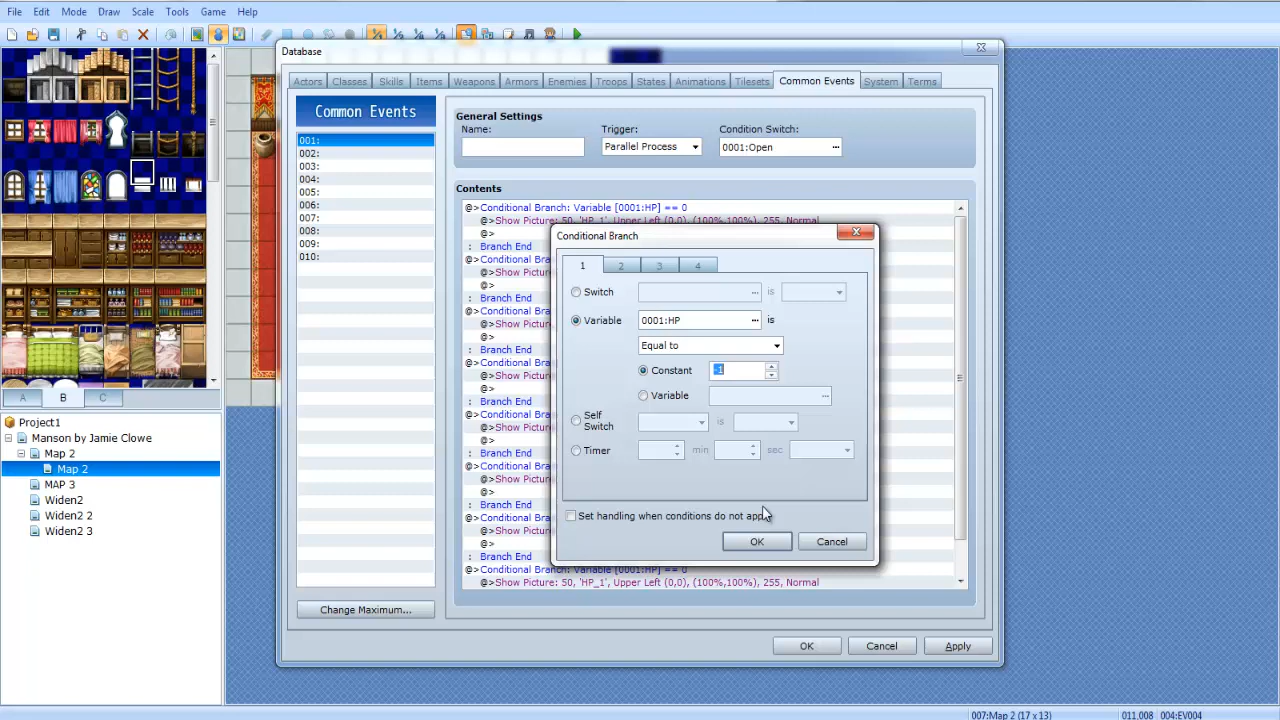 File Edit Mode Draw Scale Tools Game Help
Database
Actors Classes Skills Items Weapons Armors Enemies Troops States Animations Tilesets Common Events System Terms
Common Events
001:
002:
003:
004:
005:
006:
007:
008:
009:
010:
Change Maximum...
General Settings
Name: Trigger: Condition Switch:
Parallel Process 0001:Open ...
Contents
@>Conditional Branch: Variable [0001:HP] == 0
@>Show Picture: 50, 'HP_1', Upper Left (0,0), (100%,100%), 255, Normal
@>
: Branch End
@>Conditional Bra
@>Show Pictu
@>
: Branch End
@>Conditional Bra
@>Show Pictu
@>
: Branch End
@>Conditional Bra
@>Show Pictu
@>
: Branch End
@>Conditional Bra
@>Show Pictu
@>
: Branch End
@>Conditional Bra
@>Show Pictu
@>
: Branch End
@>Conditional Bra
@>Show Pictu
@>
: Branch End
@>Conditional Branch: Variable [0001:HP] == 0
@>Show Picture: 50, 'HP_1', Upper Left (0,0), (100%,100%), 255, Normal
Conditional Branch
1 2 3 4
Switch ... is
Variable 0001:HP ... is
Equal to
Constant -1
Variable ...
Self Switch is
Timer min sec
Set handling when conditions do not app
OK Cancel
OK Cancel Apply
A B C
Project1
Manson by Jamie Clowe
Map 2
Map 2
MAP 3
Widen2
Widen2 2
Widen2 3
007:Map 2 (17 x 13) 011,008 004:EV004